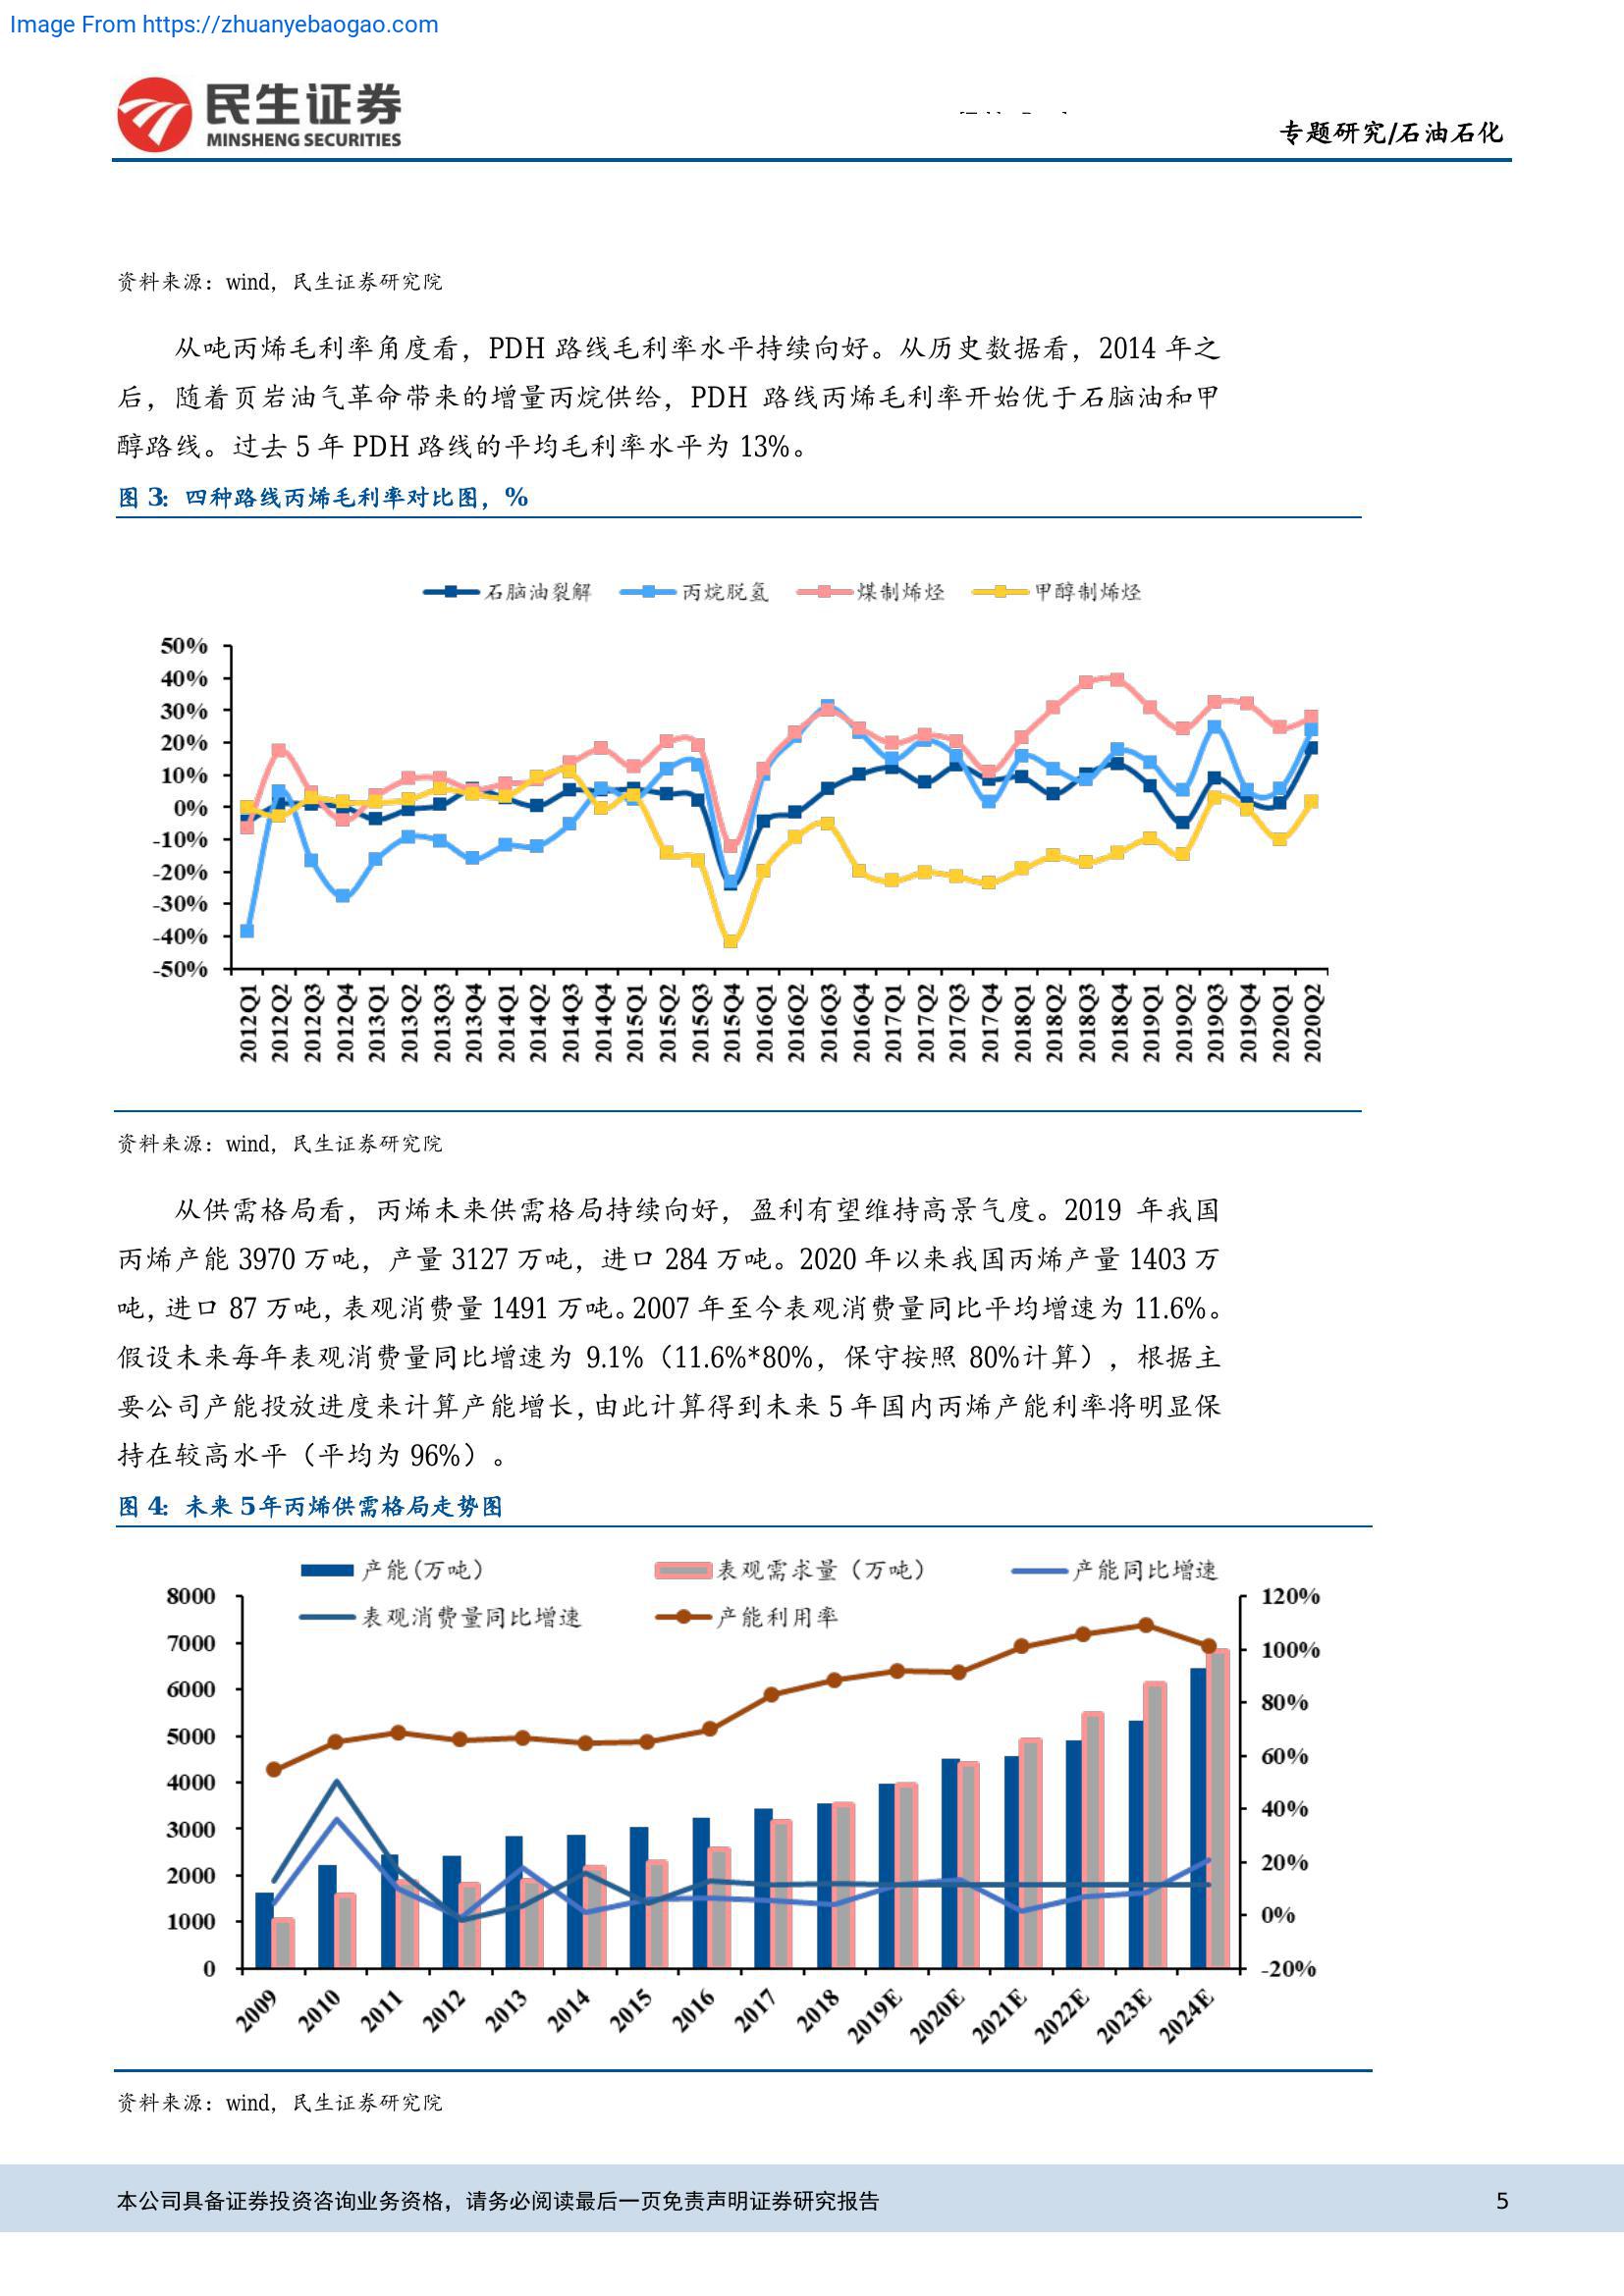 Image From https://zhuanyebaogao.com
民生证券
MINSHENG SECURITIES
专题研究/石油石化
资料来源：wind，民生证券研究院
从吨丙烯毛利率角度看，PDH 路线毛利率水平持续向好。从历史数据看，2014 年之
后，随着页岩油气革命带来的增量丙烷供给，PDH 路线丙烯毛利率开始优于石脑油和甲
醇路线。过去 5 年 PDH 路线的平均毛利率水平为 13%。
图 3：四种路线丙烯毛利率对比图，%
石脑油裂解 丙烷脱氢 煤制烯烃 甲醇制烯烃
50%
40%
30%
20%
10%
0%
-10%
-20%
-30%
-40%
-50%
2012Q1 2012Q2 2012Q3 2012Q4 2013Q1 2013Q2 2013Q3 2013Q4 2014Q1 2014Q2 2014Q3 2014Q4 2015Q1 2015Q2 2015Q3 2015Q4 2016Q1 2016Q2 2016Q3 2016Q4 2017Q1 2017Q2 2017Q3 2017Q4 2018Q1 2018Q2 2018Q3 2018Q4 2019Q1 2019Q2 2019Q3 2019Q4 2020Q1 2020Q2
资料来源：wind，民生证券研究院
从供需格局看，丙烯未来供需格局持续向好，盈利有望维持高景气度。2019 年我国
丙烯产能 3970 万吨，产量 3127 万吨，进口 284 万吨。2020 年以来我国丙烯产量 1403 万
吨，进口 87 万吨，表观消费量 1491 万吨。2007 年至今表观消费量同比平均增速为 11.6%。
假设未来每年表观消费量同比增速为 9.1%（11.6%*80%，保守按照 80%计算），根据主
要公司产能投放进度来计算产能增长，由此计算得到未来 5 年国内丙烯产能利率将明显保
持在较高水平（平均为 96%）。
图 4：未来 5年丙烯供需格局走势图
产能(万吨) 表观需求量（万吨） 产能同比增速
表观消费量同比增速 产能利用率
8000
7000
6000
5000
4000
3000
2000
1000
0
120%
100%
80%
60%
40%
20%
0%
-20%
2009 2010 2011 2012 2013 2014 2015 2016 2017 2018 2019E 2020E 2021E 2022E 2023E 2024E
资料来源：wind，民生证券研究院
本公司具备证券投资咨询业务资格，请务必阅读最后一页免责声明证券研究报告 5